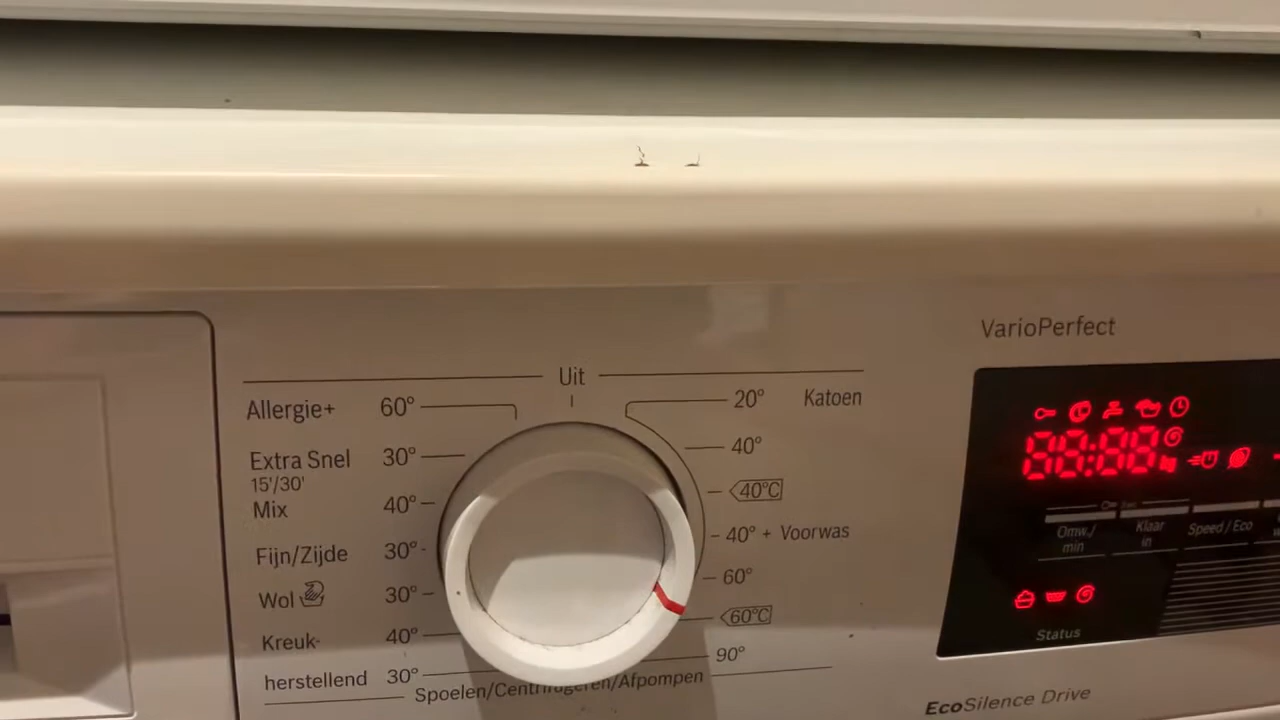 VarioPerfect
Uit
Allergie+ 60°
Extra Snel 30°
15'/30'
Mix 40°
Fijn/Zijde 30°
Wol 30°
Kreuk- 40°
herstellend 30°
20° Katoen
40°
40°C
40° + Voorwas
60°
60°C
90°
Spoelen/Centrifugeren/Afpompen
88:88
Omw./
min
Klaar
in
Speed/Eco
Status
EcoSilence Drive